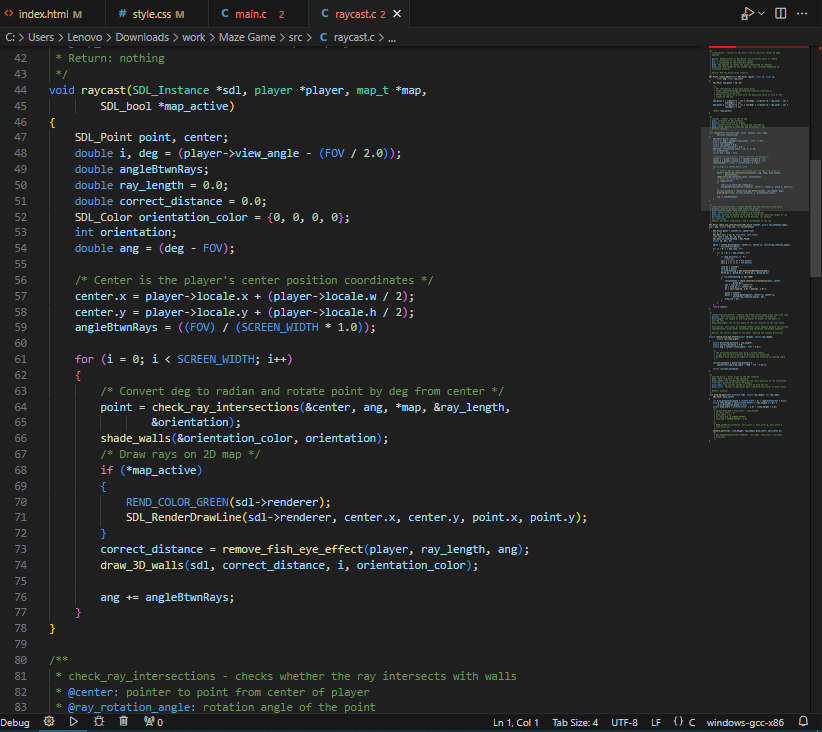 index.html M
# style.css M
C main.c 2
C raycast.c 2
C: > Users > Lenovo > Downloads > work > Maze Game > src > C raycast.c > ...
42 * Return: nothing
43 */
44 void raycast(SDL_Instance *sdl, player *player, map_t *map,
45 SDL_bool *map_active)
46 {
47 SDL_Point point, center;
48 double i, deg = (player->view_angle - (FOV / 2.0));
49 double angleBtwnRays;
50 double ray_length = 0.0;
51 double correct_distance = 0.0;
52 SDL_Color orientation_color = {0, 0, 0, 0};
53 int orientation;
54 double ang = (deg - FOV);
55
56 /* Center is the player's center position coordinates */
57 center.x = player->locale.x + (player->locale.w / 2);
58 center.y = player->locale.y + (player->locale.h / 2);
59 angleBtwnRays = ((FOV) / (SCREEN_WIDTH * 1.0));
60
61 for (i = 0; i < SCREEN_WIDTH; i++)
62 {
63 /* Convert deg to radian and rotate point by deg from center */
64 point = check_ray_intersections(&center, ang, *map, &ray_length,
65 &orientation);
66 shade_walls(&orientation_color, orientation);
67 /* Draw rays on 2D map */
68 if (*map_active)
69 {
70 REND_COLOR_GREEN(sdl->renderer);
71 SDL_RenderDrawLine(sdl->renderer, center.x, center.y, point.x, point.y);
72 }
73 correct_distance = remove_fish_eye_effect(player, ray_length, ang);
74 draw_3D_walls(sdl, correct_distance, i, orientation_color);
75
76 ang += angleBtwnRays;
77 }
78 }
79
80 /**
81 * check_ray_intersections - checks whether the ray intersects with walls
82 * @center: pointer to point from center of player
83 * @ray_rotation_angle: rotation angle of the point
Debug 0 Ln 1, Col 1 Tab Size: 4 UTF-8 LF {} C windows-gcc-x86